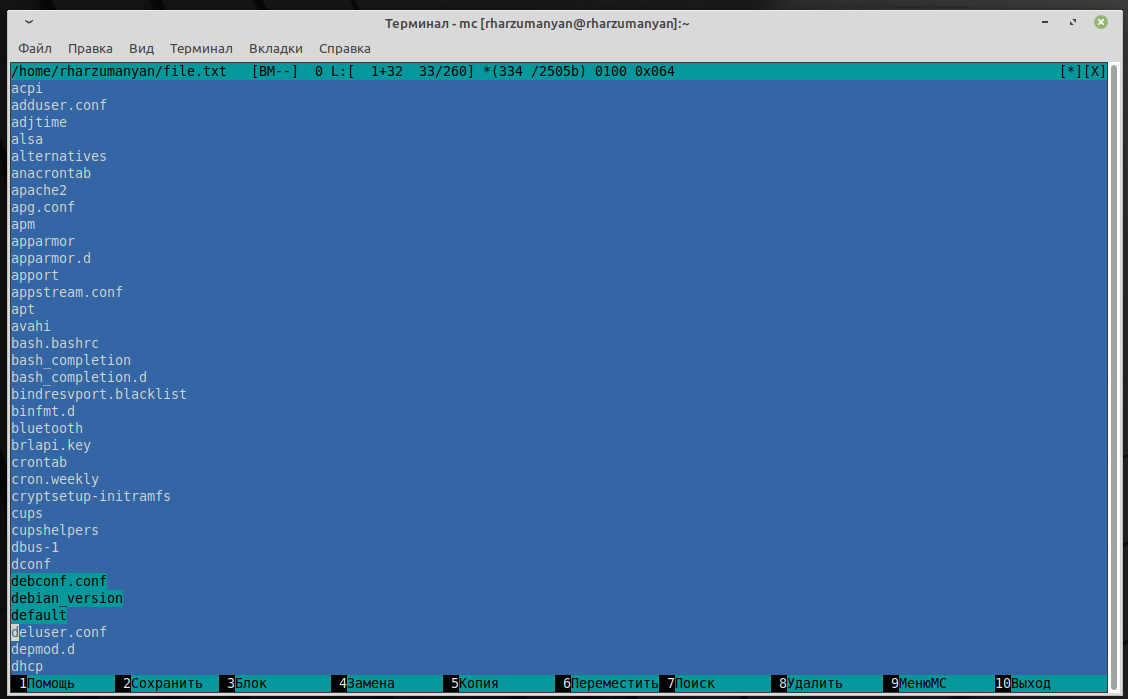 Терминал - mc [rharzumanyan@rharzumanyan]:~
Файл Правка Вид Терминал Вкладки Справка
/home/rharzumanyan/file.txt [BM--] 0 L:[ 1+32 33/260] *(334 /2505b) 0100 0x064 [*][X]
acpi
adduser.conf
adjtime
alsa
alternatives
anacrontab
apache2
apg.conf
apm
apparmor
apparmor.d
apport
appstream.conf
apt
avahi
bash.bashrc
bash_completion
bash_completion.d
bindresvport.blacklist
binfmt.d
bluetooth
brlapi.key
crontab
cron.weekly
cryptsetup-initramfs
cups
cupshelpers
dbus-1
dconf
debconf.conf
debian_version
default
deluser.conf
depmod.d
dhcp
1Помощь 2Сохранить 3Блок 4Замена 5Копия 6Переместить 7Поиск 8Удалить 9МенюМС 10Выход